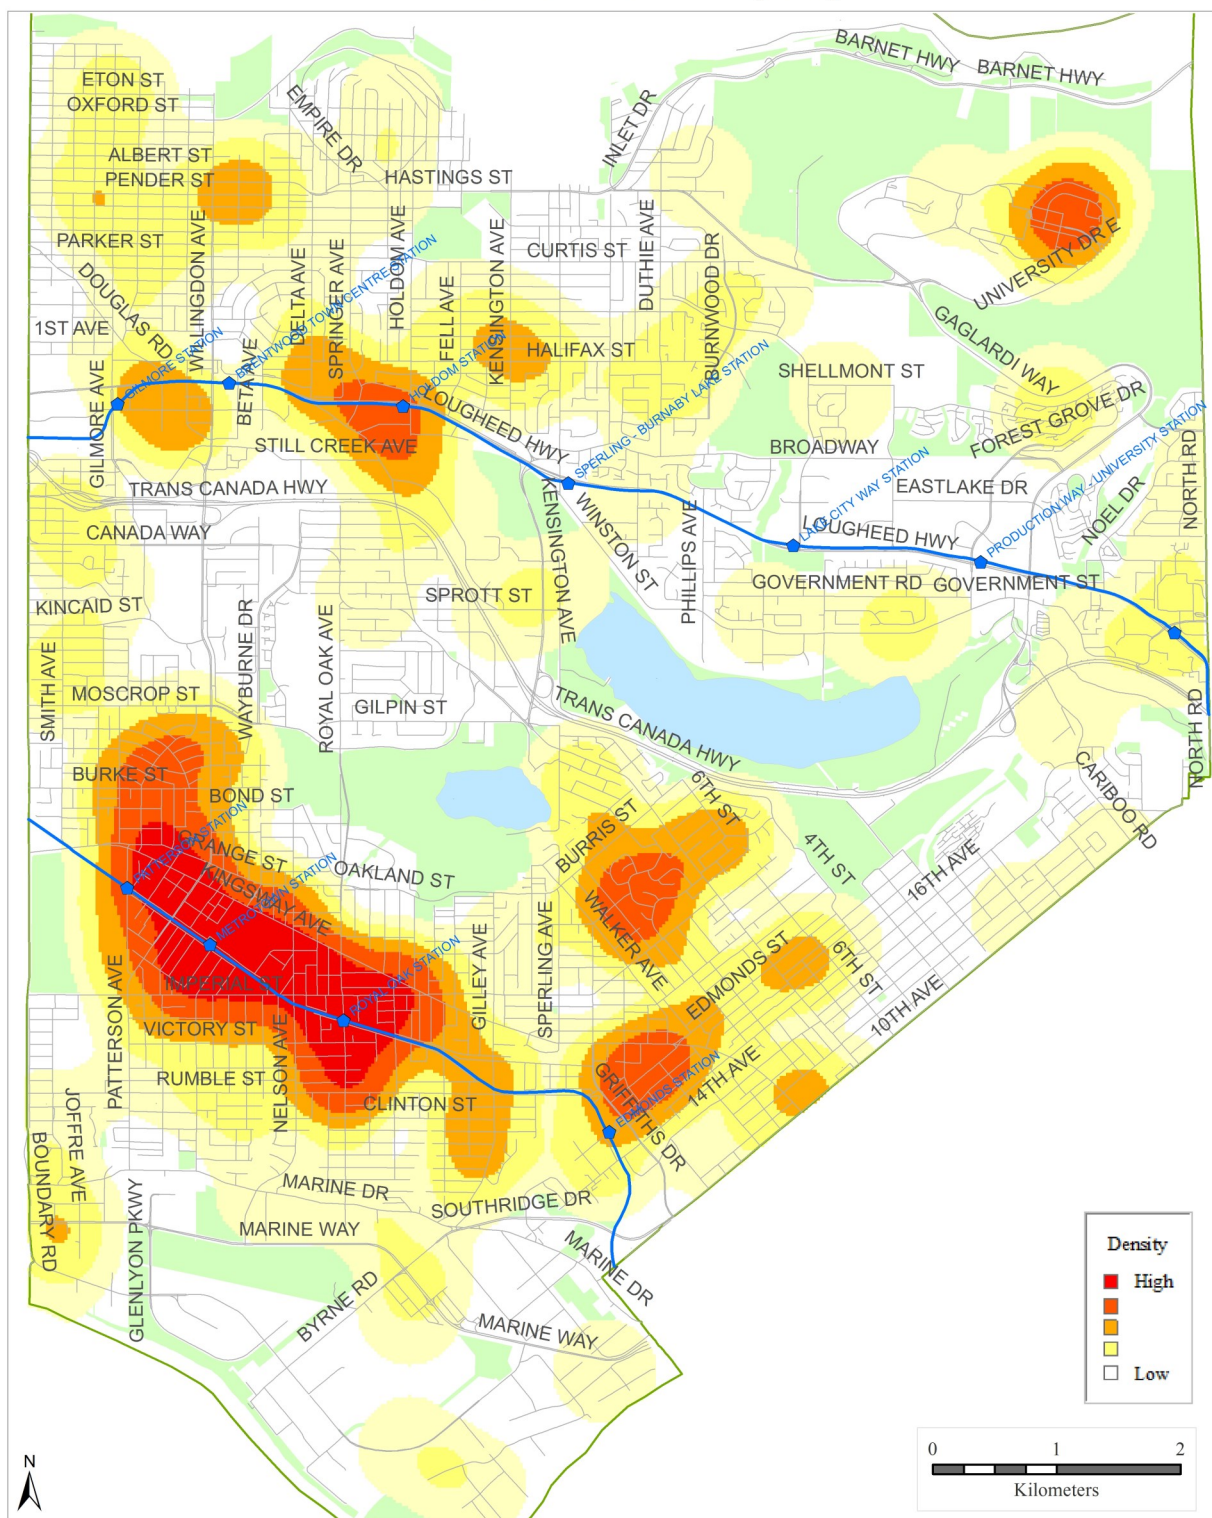 BARNET HWY
BARNET HWY
ETON ST
OXFORD ST
EMPIRE DR
INLET DR
ALBERT ST
PENDER ST
HASTINGS ST
PARKER ST
WILLINGDON AVE
DELTA AVE
SPRINGER AVE
HOLDOM AVE
BRENTWOOD TOWN CENTRE STATION
KENSINGTON AVE
CURTIS ST
DUTHIE AVE
BURNWOOD DR
UNIVERSITY DR E
DOUGLAS RD
1ST AVE
GILMORE STATION
FELL AVE
HALIFAX ST
GAGLARDI WAY
SHELLMONT ST
GILMORE AVE
BETA AVE
HOLDOM STATION
LOUGHEED HWY
SPERLING - BURNABY LAKE STATION
FOREST GROVE DR
STILL CREEK AVE
BROADWAY
LAKE CITY WAY STATION
PRODUCTION WAY - UNIVERSITY STATION
NORTH RD
TRANS CANADA HWY
EASTLAKE DR
NOEL DR
CANADA WAY
KENSINGTON AVE
WINSTON ST
PHILLIPS AVE
LOUGHEED HWY
GOVERNMENT RD
GOVERNMENT ST
KINCAID ST
SPROTT ST
SMITH AVE
WAYBURNE DR
ROYAL OAK AVE
MOSCROP ST
GILPIN ST
TRANS CANADA HWY
NORTH RD
BURKE ST
BOND ST
6TH ST
CARIBOO RD
PATTERSON STATION
GRANGE ST
KINGSWAY AVE
METROTOWN STATION
OAKLAND ST
BURRIS ST
4TH ST
16TH AVE
WALKER AVE
SPERLING AVE
GILLEY AVE
ROYAL OAK STATION
EDMONDS ST
6TH ST
10TH AVE
PATTERSON AVE
IMPERIAL ST
VICTORY ST
NELSON AVE
RUMBLE ST
CLINTON ST
GRIFFITHS DR
EDMONDS STATION
14TH AVE
JOFFRE AVE
BOUNDARY RD
GLENLYON PKWY
MARINE DR
SOUTHRIDGE DR
MARINE WAY
MARINE DR
BYRNE RD
MARINE WAY
Density
High
Low
N
0 1 2
Kilometers